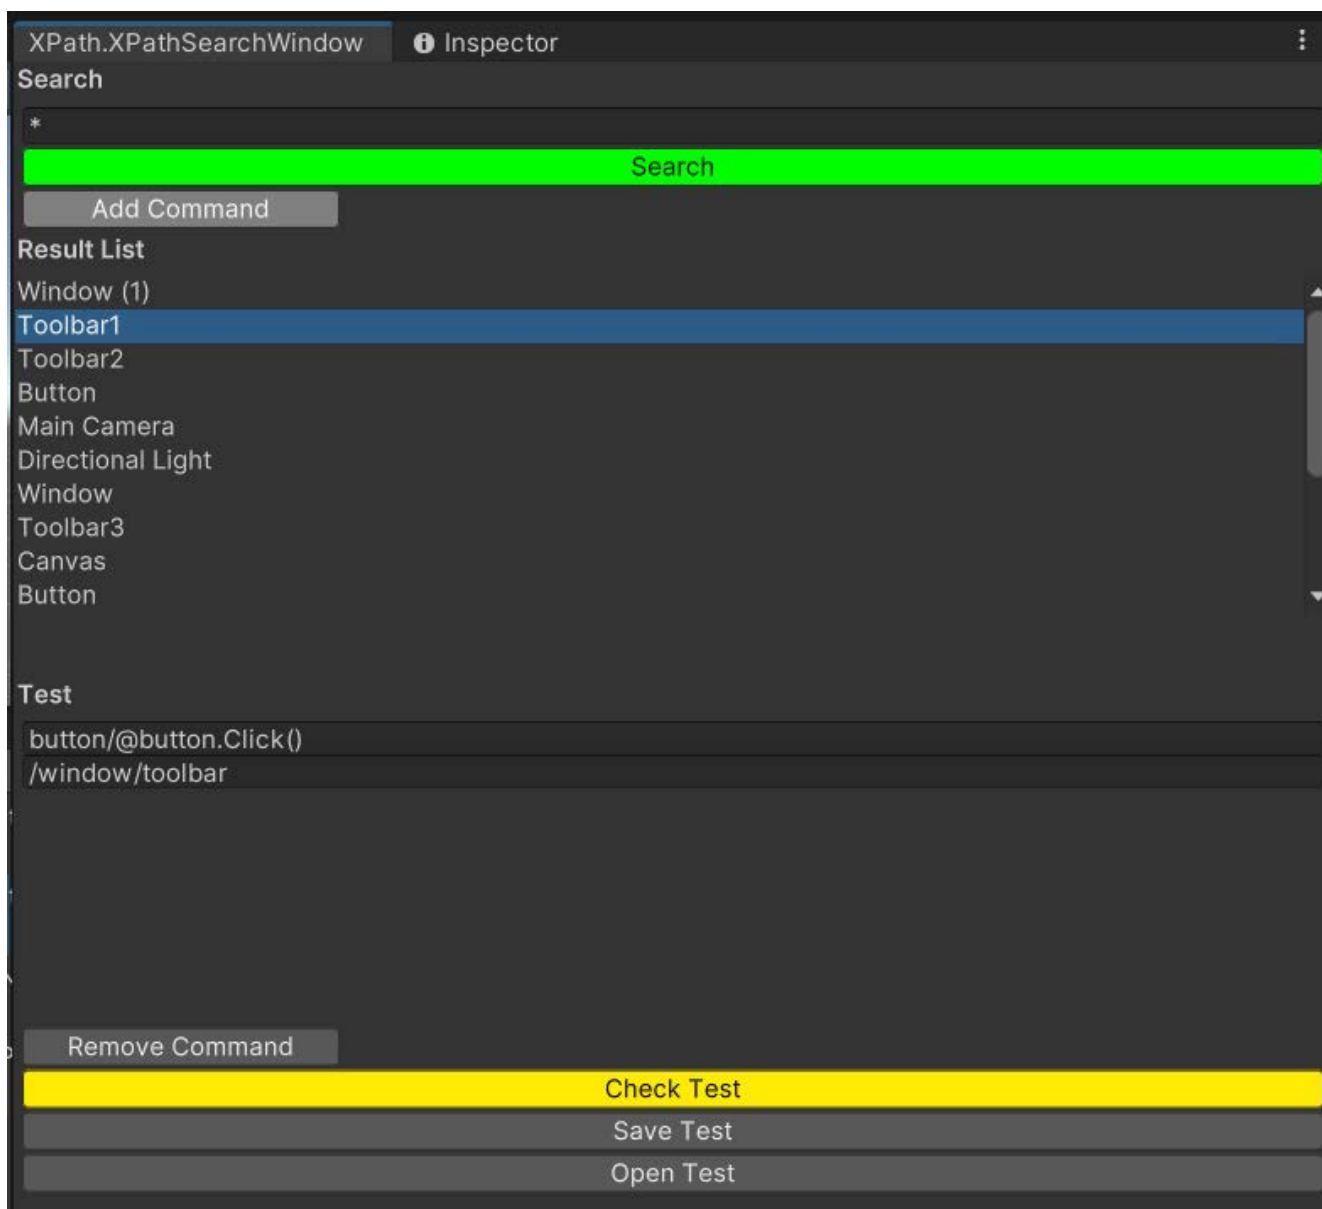 XPath.XPathSearchWindow Inspector
Search
*
Search
Add Command
Result List
Window (1)
Toolbar1
Toolbar2
Button
Main Camera
Directional Light
Window
Toolbar3
Canvas
Button
Test
button/@button.Click()
/window/toolbar
Remove Command
Check Test
Save Test
Open Test